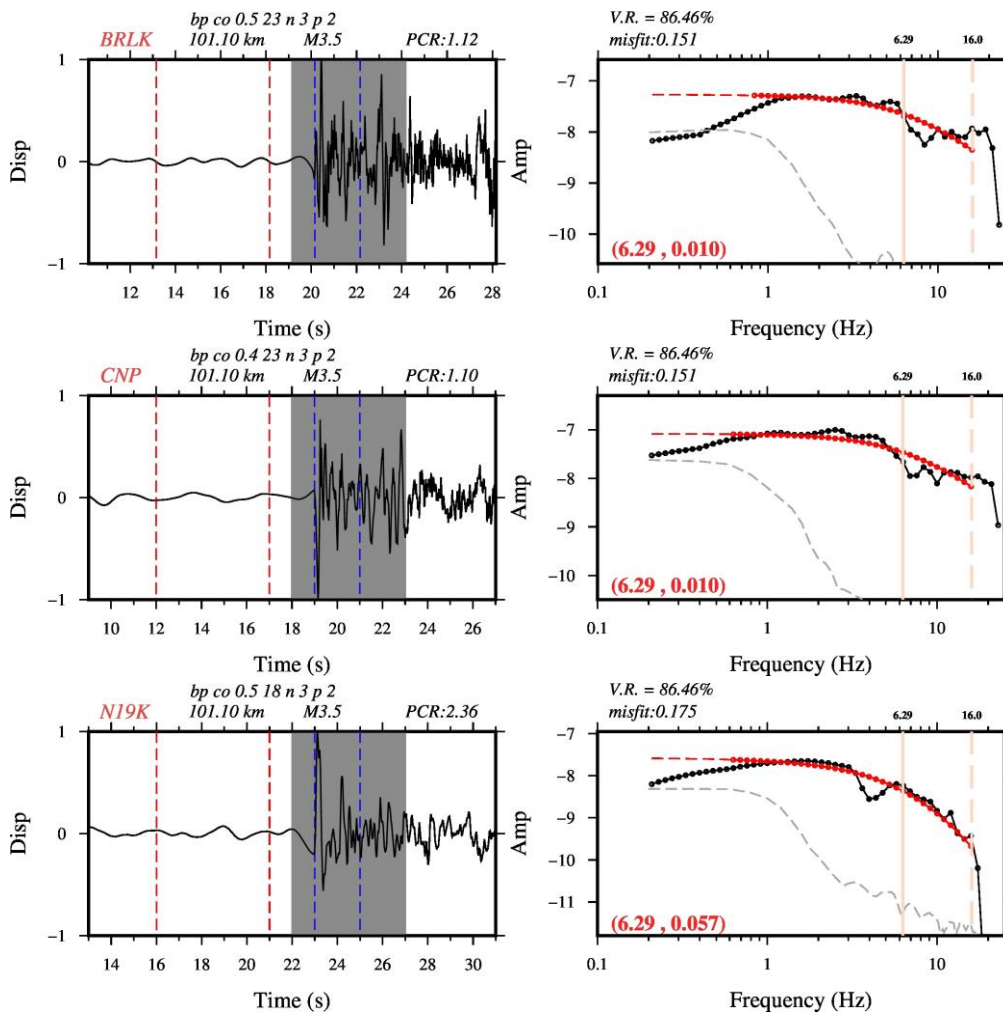 bp co 0.5 23 n 3 p 2
BRLK 101.10 km M3.5 PCR:1.12
1
0
−1
Disp
12 14 16 18 20 22 24 26 28
Time (s)
V.R. = 86.46%
misfit:0.151 6.29 16.0
−7
−8
−9
−10
Amp
(6.29 , 0.010)
0.1 1 10
Frequency (Hz)
bp co 0.4 23 n 3 p 2
CNP 101.10 km M3.5 PCR:1.10
1
0
−1
Disp
10 12 14 16 18 20 22 24 26
Time (s)
V.R. = 86.46%
misfit:0.151 6.29 16.0
−7
−8
−9
−10
Amp
(6.29 , 0.010)
0.1 1 10
Frequency (Hz)
bp co 0.5 18 n 3 p 2
N19K 101.10 km M3.5 PCR:2.36
1
0
−1
Disp
14 16 18 20 22 24 26 28 30
Time (s)
V.R. = 86.46%
misfit:0.175 6.29 16.0
−7
−8
−9
−10
−11
Amp
(6.29 , 0.057)
0.1 1 10
Frequency (Hz)